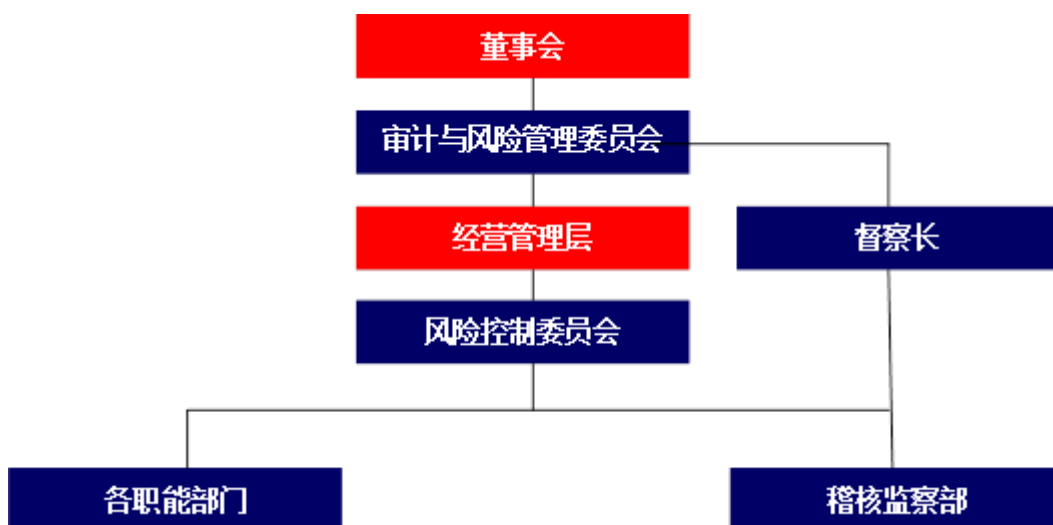 董事会
审计与风险管理委员会
经营管理层
督察长
风险控制委员会
各职能部门
稽核监察部